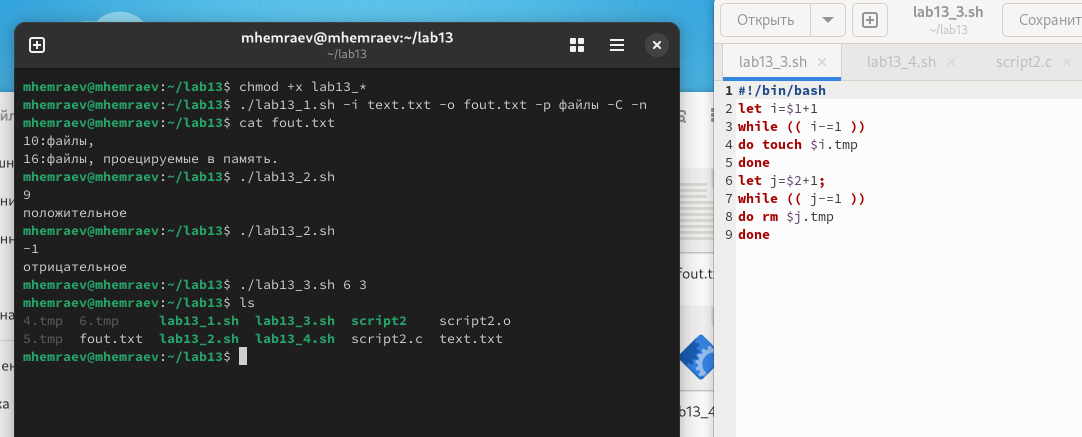 mhemraev@mhemraev:~/lab13
~/lab13
mhemraev@mhemraev:~/lab13$ chmod +x lab13_*
mhemraev@mhemraev:~/lab13$ ./lab13_1.sh -i text.txt -o fout.txt -p файлы -C -n
mhemraev@mhemraev:~/lab13$ cat fout.txt
10:файлы,
16:файлы, проецируемые в память.
mhemraev@mhemraev:~/lab13$ ./lab13_2.sh
9
положительное
mhemraev@mhemraev:~/lab13$ ./lab13_2.sh
-1
отрицательное
mhemraev@mhemraev:~/lab13$ ./lab13_3.sh 6 3
mhemraev@mhemraev:~/lab13$ ls
4.tmp 6.tmp lab13_1.sh lab13_3.sh script2 script2.o
5.tmp fout.txt lab13_2.sh lab13_4.sh script2.c text.txt
mhemraev@mhemraev:~/lab13$
Открыть
lab13_3.sh
~/lab13
Сохранит
lab13_3.sh
lab13_4.sh
script2.c
1 #!/bin/bash
2 let i=$1+1
3 while (( i-=1 ))
4 do touch $i.tmp
5 done
6 let j=$2+1;
7 while (( j-=1 ))
8 do rm $j.tmp
9 done